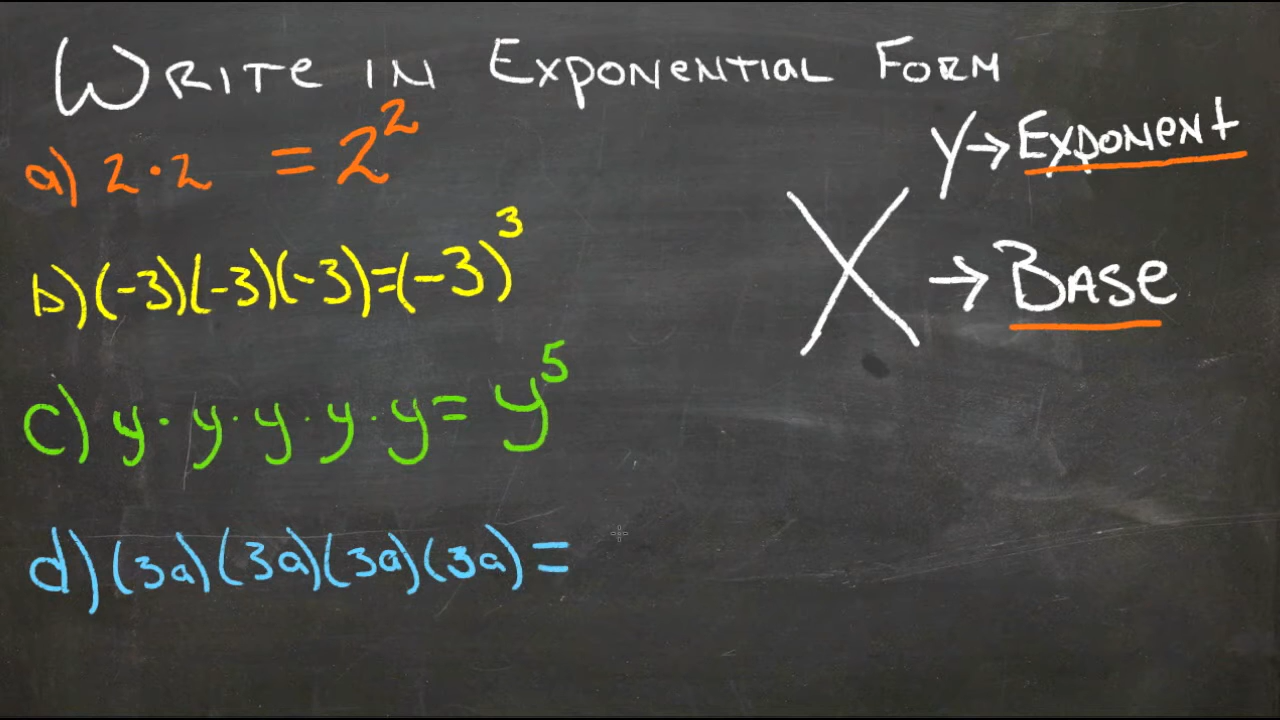 WRITE IN EXPONENTIAL FORM
a) 2·2 = 2²
y→EXPONENT
b) (-3)(-3)(-3)=(-3)³
X → BASE
c) y·y·y·y·y= y⁵
d) (3a)(3a)(3a)(3a)=